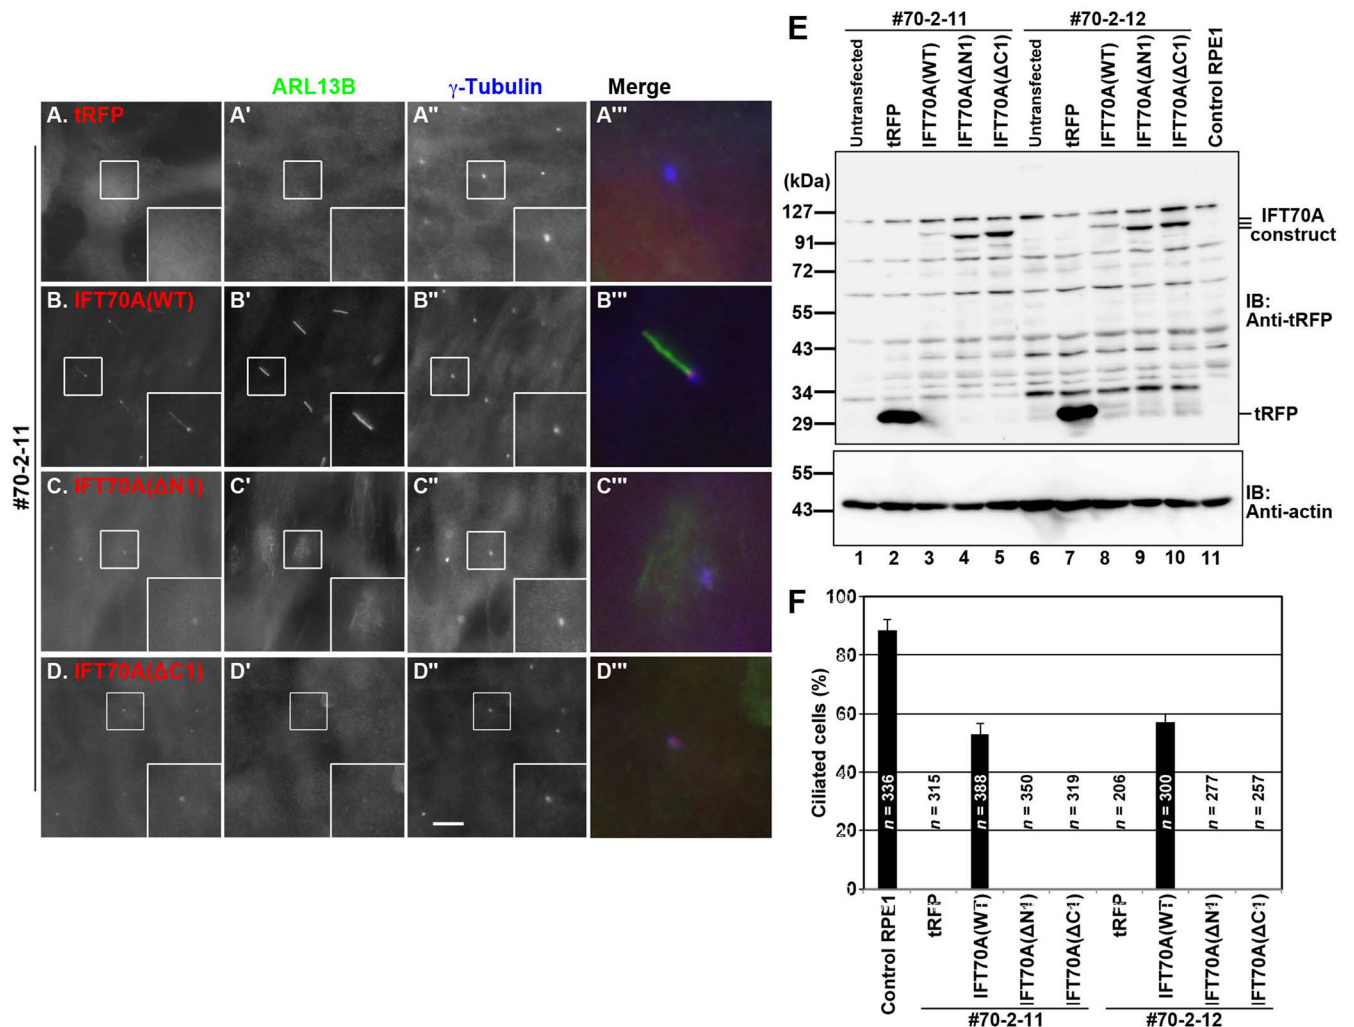 ARL13B
γ-Tubulin
Merge
#70-2-11
A. tRFP
A'
A"
A'"
B. IFT70A(WT)
B'
B"
B'"
C. IFT70A(ΔN1)
C'
C"
C'"
D. IFT70A(ΔC1)
D'
D"
D'"
E
#70-2-11
#70-2-12
Untransfected
tRFP
IFT70A(WT)
IFT70A(ΔN1)
IFT70A(ΔC1)
Untransfected
tRFP
IFT70A(WT)
IFT70A(ΔN1)
IFT70A(ΔC1)
Control RPE1
(kDa)
127
91
72
55
43
34
29
IFT70A
construct
IB:
Anti-tRFP
tRFP
55
43
IB:
Anti-actin
1 2 3 4 5 6 7 8 9 10 11
F
Ciliated cells (%)
100
80
60
40
20
0
n = 336
n = 315
n = 388
n = 350
n = 319
n = 206
n = 300
n = 277
n = 257
Control RPE1
tRFP
IFT70A(WT)
IFT70A(ΔN1)
IFT70A(ΔC1)
tRFP
IFT70A(WT)
IFT70A(ΔN1)
IFT70A(ΔC1)
#70-2-11
#70-2-12